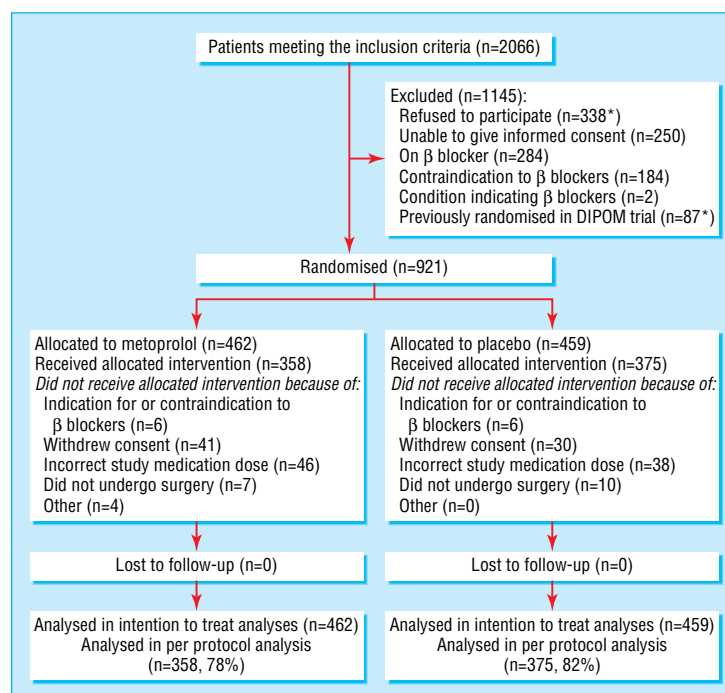 Patients meeting the inclusion criteria (n=2066)
Excluded (n=1145):
Refused to participate (n=338*)
Unable to give informed consent (n=250)
On β blocker (n=284)
Contraindication to β blockers (n=184)
Condition indicating β blockers (n=2)
Previously randomised in DIPOM trial (n=87*)
Randomised (n=921)
Allocated to metoprolol (n=462)
Received allocated intervention (n=358)
Did not receive allocated intervention because of:
Indication for or contraindication to
β blockers (n=6)
Withdrew consent (n=41)
Incorrect study medication dose (n=46)
Did not undergo surgery (n=7)
Other (n=4)
Allocated to placebo (n=459)
Received allocated intervention (n=375)
Did not receive allocated intervention because of:
Indication for or contraindication to
β blockers (n=6)
Withdrew consent (n=30)
Incorrect study medication dose (n=38)
Did not undergo surgery (n=10)
Other (n=0)
Lost to follow-up (n=0)
Lost to follow-up (n=0)
Analysed in intention to treat analyses (n=462)
Analysed in per protocol analysis
(n=358, 78%)
Analysed in intention to treat analyses (n=459)
Analysed in per protocol analysis
(n=375, 82%)